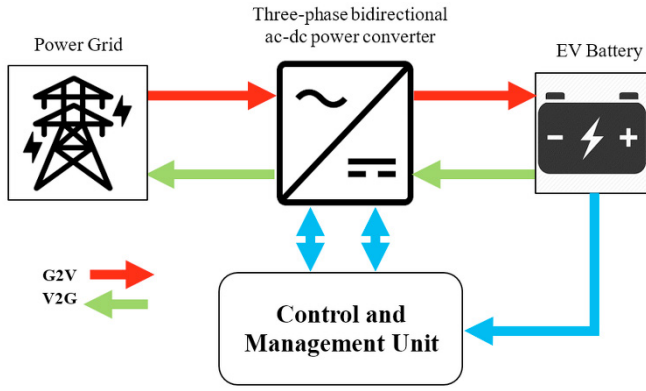 Three-phase bidirectional
ac-dc power converter
Power Grid
EV Battery
G2V
V2G
Control and
Management Unit